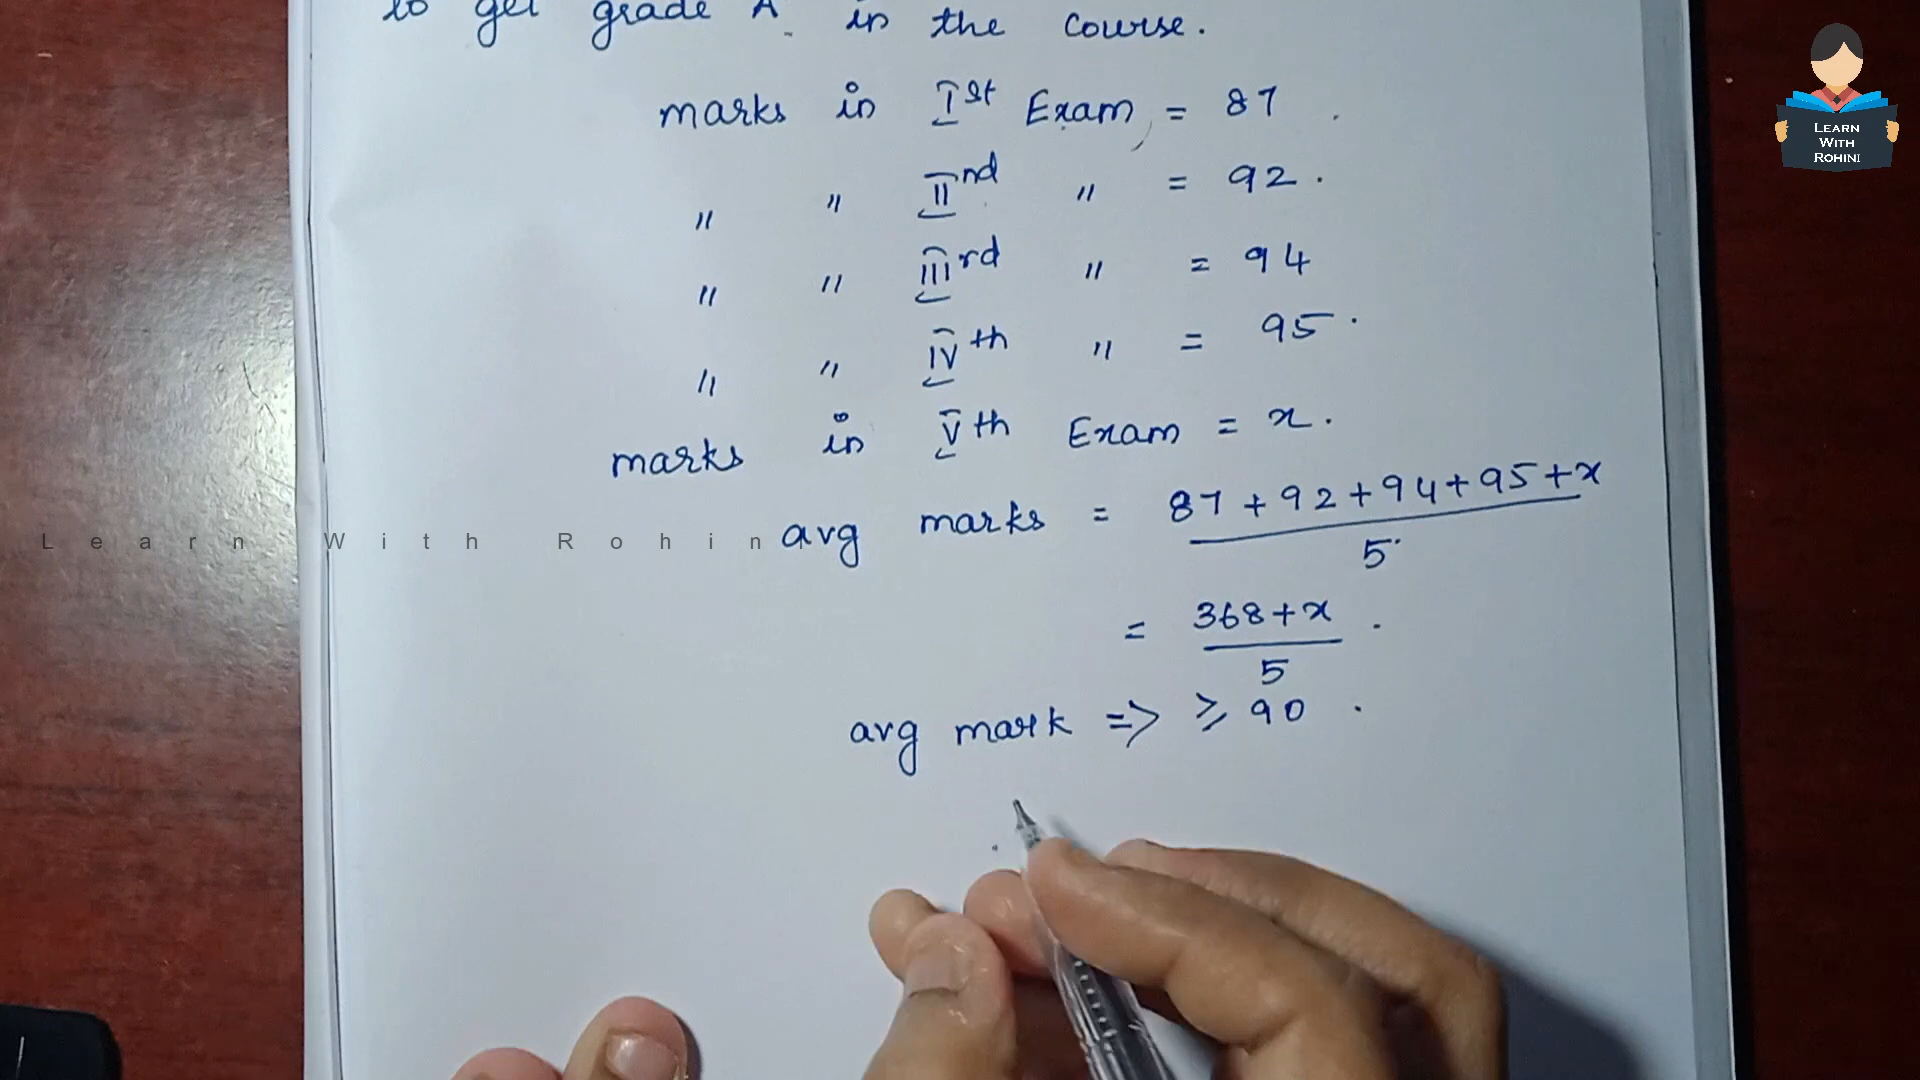 to get grade A in the course.
marks in Ist Exam = 87
" " IInd " = 92.
" " IIIrd " = 94
" " IVth " = 95.
marks in Vth Exam = x.
avg marks = 87 + 92 + 94 + 95 + x
5
= 368 + x
5
avg mark => ≥ 90.
LEARN
WITH
ROHINI
Learn With Rohini